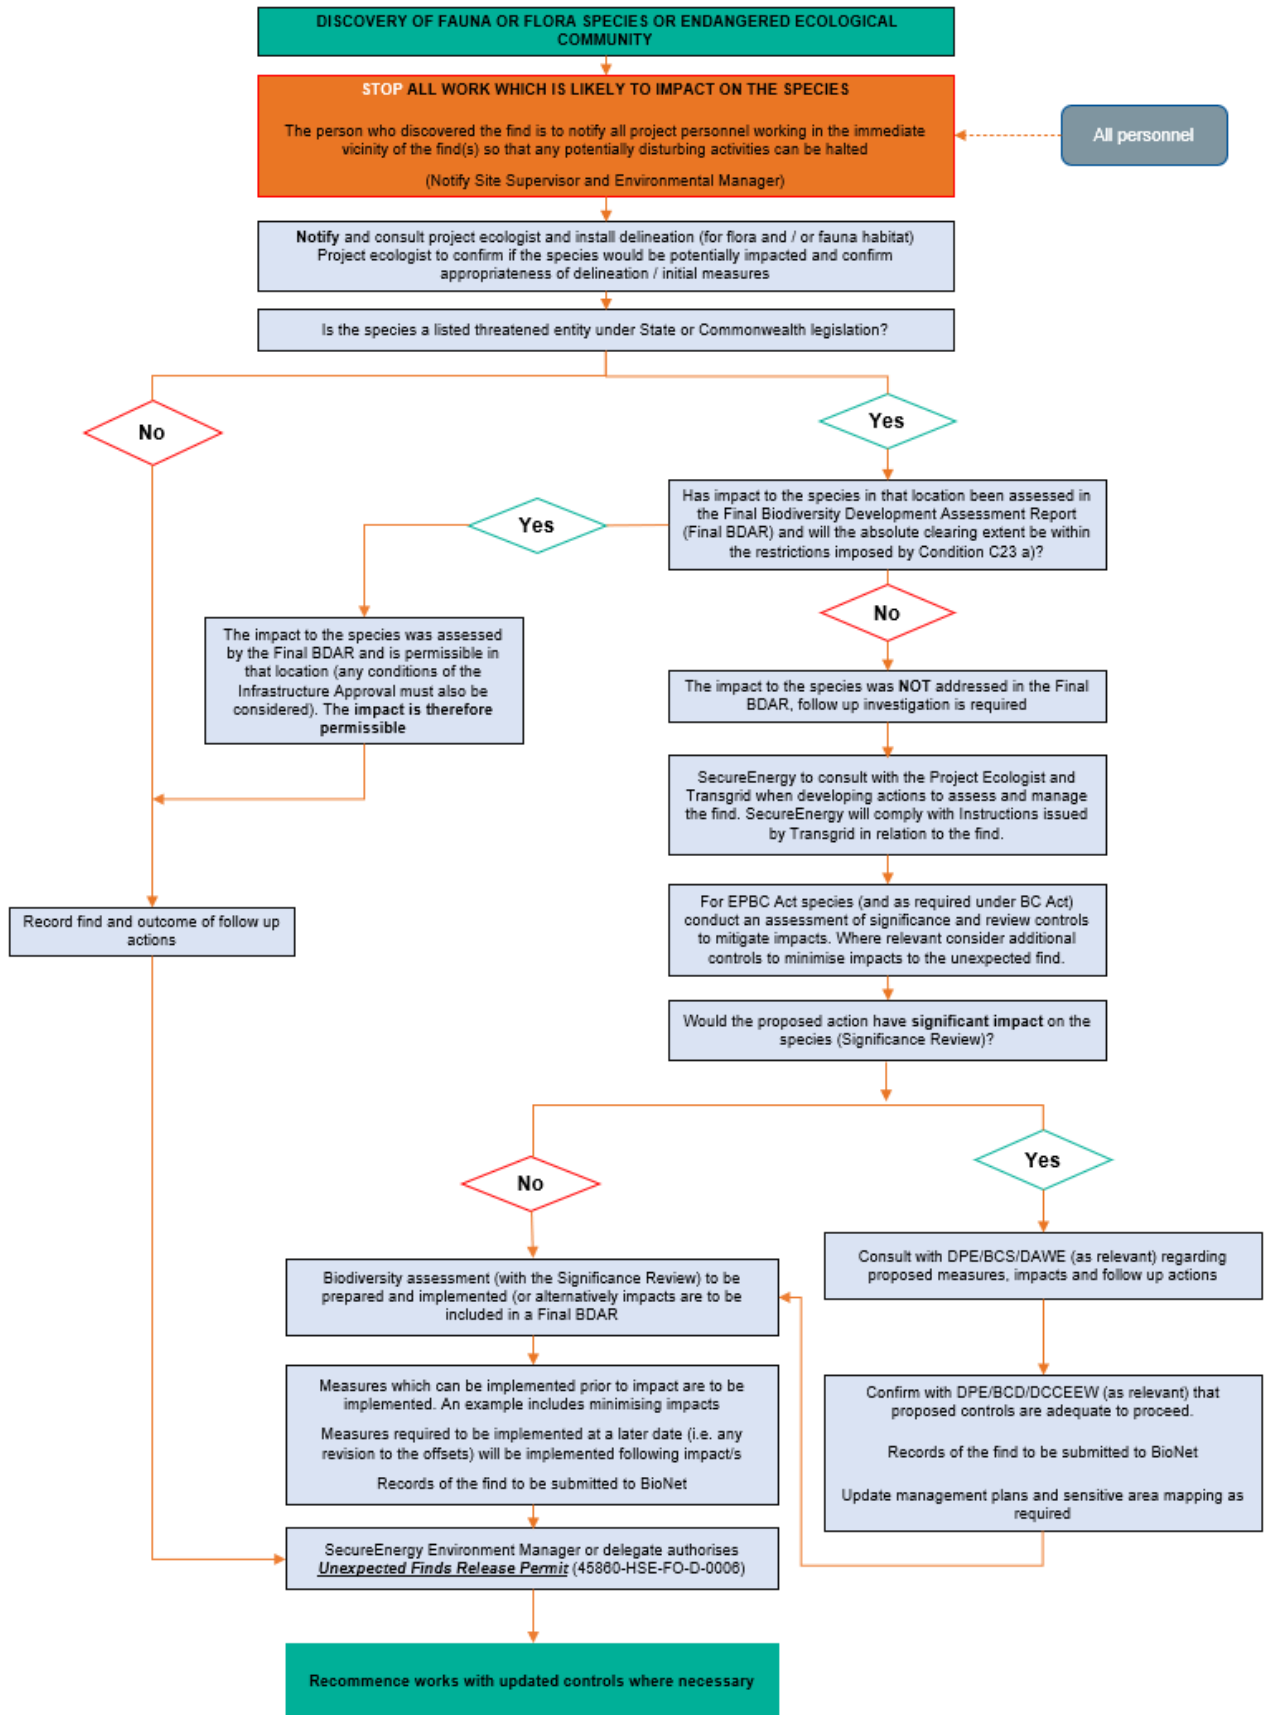 DISCOVERY OF FAUNA OR FLORA SPECIES OR ENDANGERED ECOLOGICAL
COMMUNITY
STOP ALL WORK WHICH IS LIKELY TO IMPACT ON THE SPECIES
The person who discovered the find is to notify all project personnel working in the immediate
vicinity of the find(s) so that any potentially disturbing activities can be halted
(Notify Site Supervisor and Environmental Manager)
All personnel
Notify and consult project ecologist and install delineation (for flora and / or fauna habitat)
Project ecologist to confirm if the species would be potentially impacted and confirm
appropriateness of delineation / initial measures
Is the species a listed threatened entity under State or Commonwealth legislation?
No
Yes
Has impact to the species in that location been assessed in
the Final Biodiversity Development Assessment Report
(Final BDAR) and will the absolute clearing extent be within
the restrictions imposed by Condition C23 a)?
Yes
No
The impact to the species was assessed
by the Final BDAR and is permissible in
that location (any conditions of the
Infrastructure Approval must also be
considered). The impact is therefore
permissible
The impact to the species was NOT addressed in the Final
BDAR, follow up investigation is required
SecureEnergy to consult with the Project Ecologist and
Transgrid when developing actions to assess and manage
the find. SecureEnergy will comply with Instructions issued
by Transgrid in relation to the find.
Record find and outcome of follow up
actions
For EPBC Act species (and as required under BC Act)
conduct an assessment of significance and review controls
to mitigate impacts. Where relevant consider additional
controls to minimise impacts to the unexpected find.
Would the proposed action have significant impact on the
species (Significance Review)?
No
Yes
Consult with DPE/BCS/DAWE (as relevant) regarding
proposed measures, impacts and follow up actions
Biodiversity assessment (with the Significance Review) to be
prepared and implemented (or alternatively impacts are to be
included in a Final BDAR
Measures which can be implemented prior to impact are to be
implemented. An example includes minimising impacts
Measures required to be implemented at a later date (i.e. any
revision to the offsets) will be implemented following impact/s
Records of the find to be submitted to BioNet
Confirm with DPE/BCD/DCCEEW (as relevant) that
proposed controls are adequate to proceed.
Records of the find to be submitted to BioNet
Update management plans and sensitive area mapping as
required
SecureEnergy Environment Manager or delegate authorises
Unexpected Finds Release Permit (45860-HSE-FO-D-0006)
Recommence works with updated controls where necessary